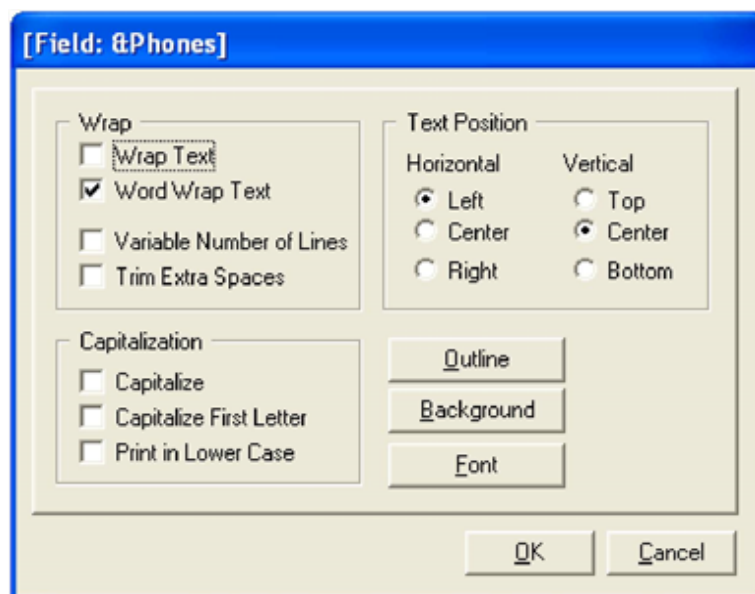 [Field: &Phones]
Wrap
Wrap Text
Word Wrap Text
Variable Number of Lines
Trim Extra Spaces
Text Position
Horizontal Vertical
Left Top
Center Center
Right Bottom
Capitalization
Capitalize
Capitalize First Letter
Print in Lower Case
Outline
Background
Font
OK Cancel